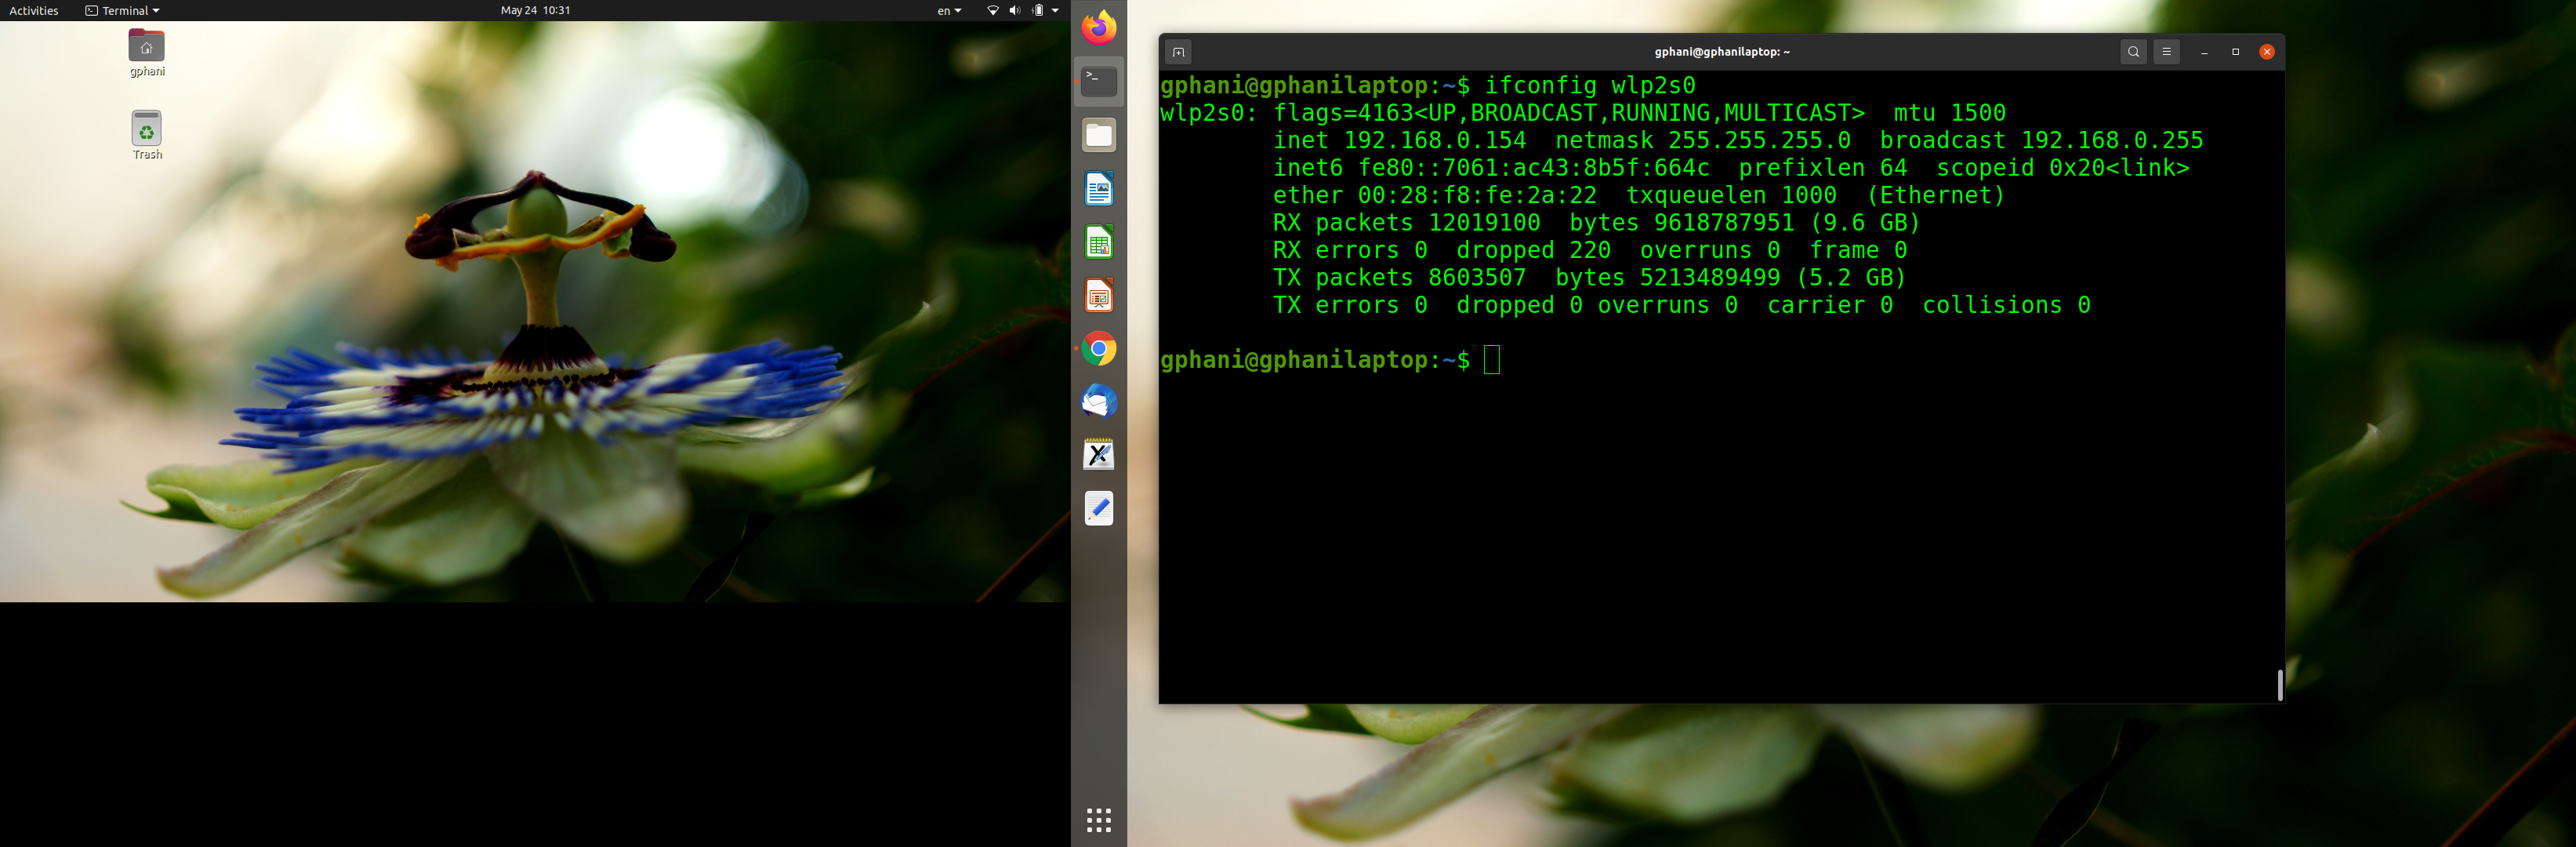 Activities
Terminal
May 24 10:31
en
gphani
Trash
gphani@gphanilaptop: ~
gphani@gphanilaptop:~$ ifconfig wlp2s0
wlp2s0: flags=4163<UP,BROADCAST,RUNNING,MULTICAST>  mtu 1500
        inet 192.168.0.154  netmask 255.255.255.0  broadcast 192.168.0.255
        inet6 fe80::7061:ac43:8b5f:664c  prefixlen 64  scopeid 0x20<link>
        ether 00:28:f8:fe:2a:22  txqueuelen 1000  (Ethernet)
        RX packets 12019100  bytes 9618787951 (9.6 GB)
        RX errors 0  dropped 220  overruns 0  frame 0
        TX packets 8603507  bytes 5213489499 (5.2 GB)
        TX errors 0  dropped 0 overruns 0  carrier 0  collisions 0
gphani@gphanilaptop:~$